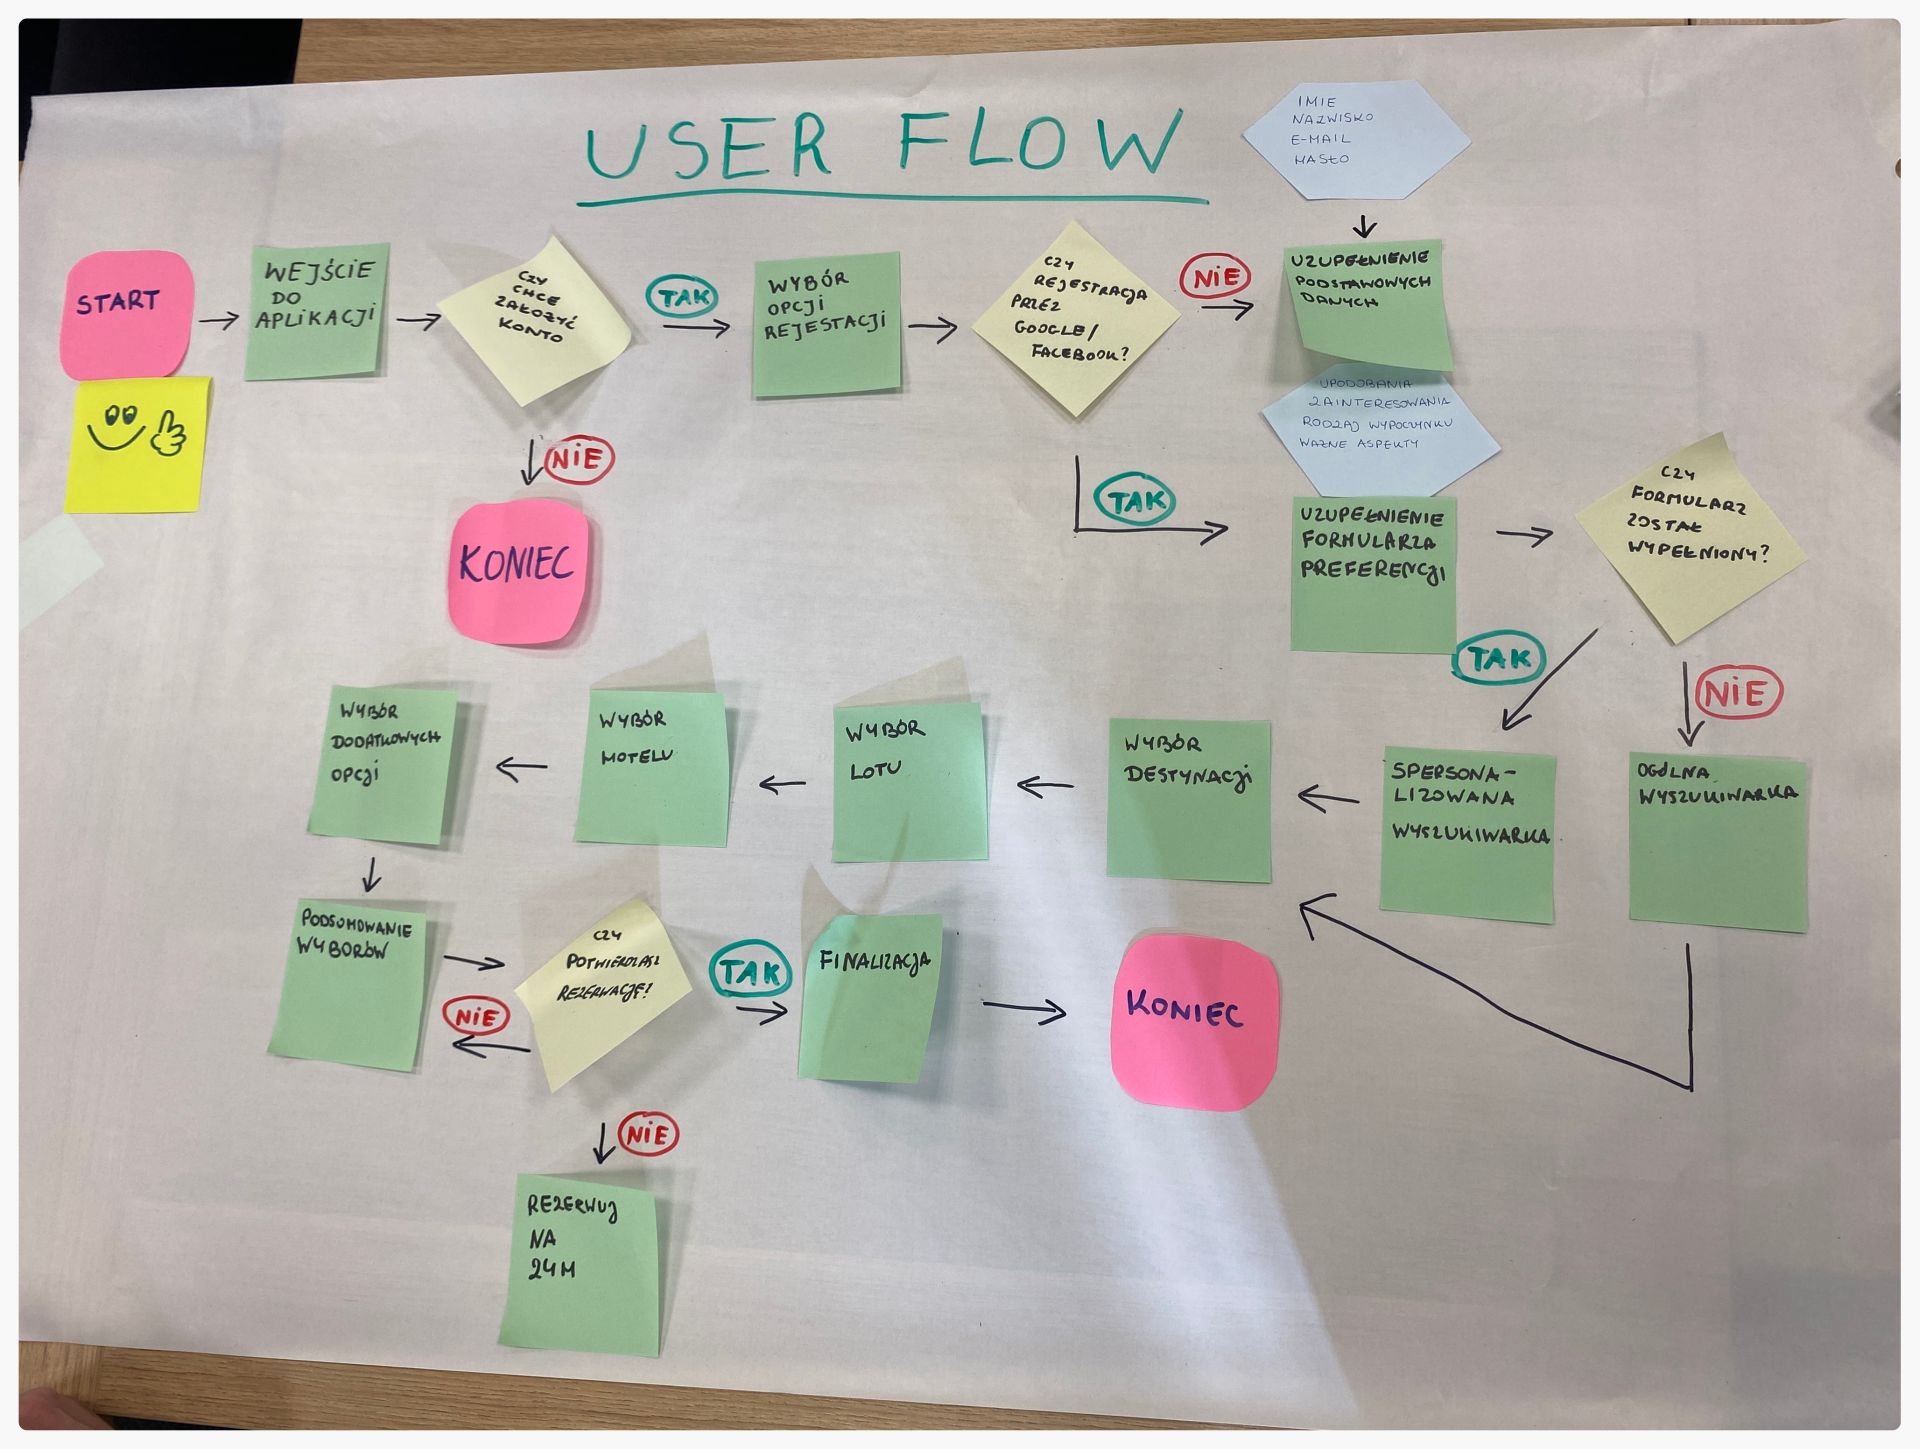 USER FLOW
IMIE
NAZWISKO
E-MAIL
HASŁO
START
WEJŚCIE
DO
APLIKACJI
CZY
CHCE
ZAŁOŻYĆ
KONTO
TAK
WYBÓR
OPCJI
REJESTACJI
CZY
REJESTRACJA
PRZEZ
GOOGLE/
FACEBOOK?
NIE
UZUPEŁNIENIE
PODSTAWOWYCH
DANYCH
NIE
KONIEC
TAK
UPODOBANIA
ZAINTERESOWANIA
RODZAJ WYPOCZYNKU
WAŻNE ASPEKTY
UZUPEŁNIENIE
FORMULARZA
PREFERENCJI
CZY
FORMULARZ
ZOSTAŁ
WYPEŁNIONY?
TAK
NIE
WYBÓR
DODATKOWYCH
OPCJI
WYBÓR
HOTELU
WYBÓR
LOTU
WYBÓR
DESTYNACJI
SPERSONA-
LIZOWANA
WYSZUKIWARKA
OGÓLNA
WYSZUKIWARKA
PODSUMOWANIE
WYBORÓW
NIE
CZY
POTWIERDZASZ
REZERWACJĘ?
TAK
FINALIZACJA
KONIEC
NIE
REZERWUJ
NA
24H